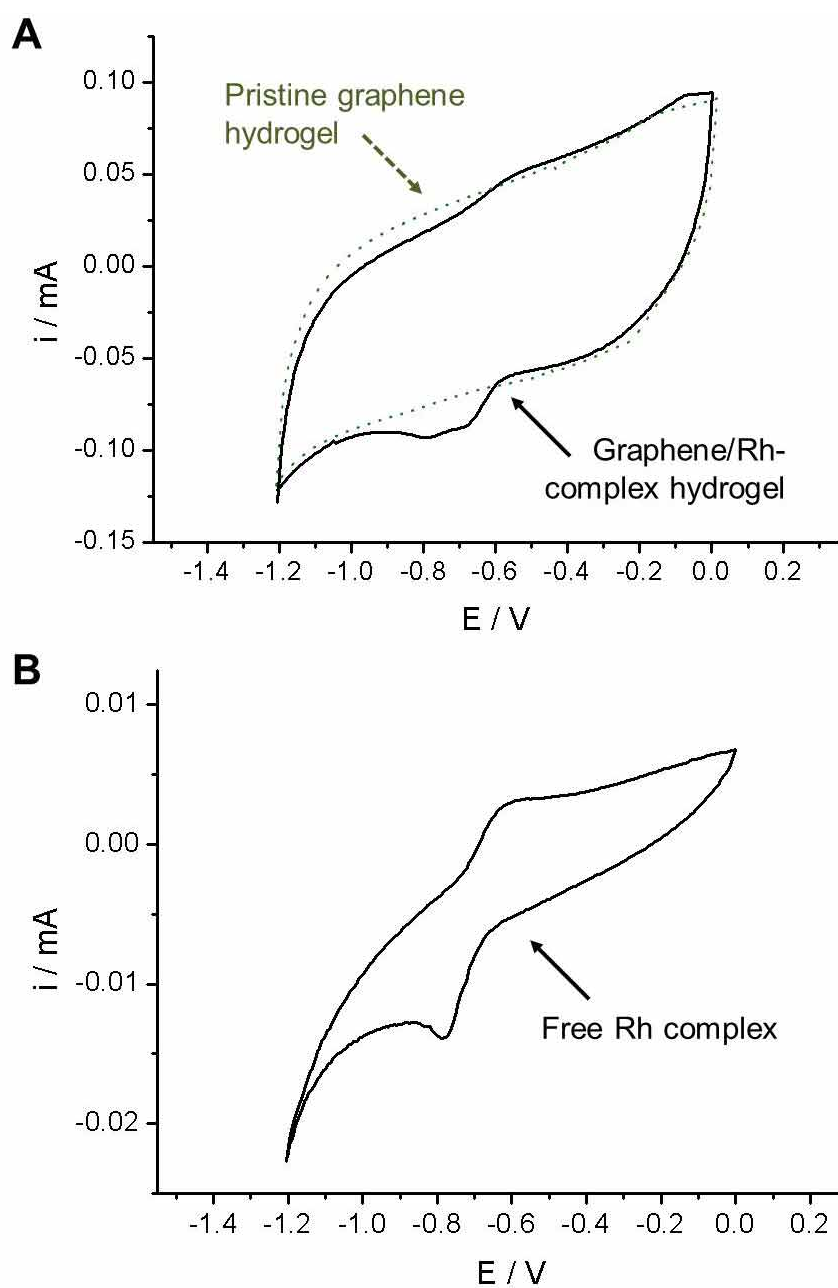 A
0.10
Pristine graphene
hydrogel
0.05
0.00
i / mA
-0.05
-0.10
Graphene/Rh-
complex hydrogel
-0.15
-1.4 -1.2 -1.0 -0.8 -0.6 -0.4 -0.2 0.0 0.2
E / V
B
0.01
0.00
i / mA
-0.01
Free Rh complex
-0.02
-1.4 -1.2 -1.0 -0.8 -0.6 -0.4 -0.2 0.0 0.2
E / V